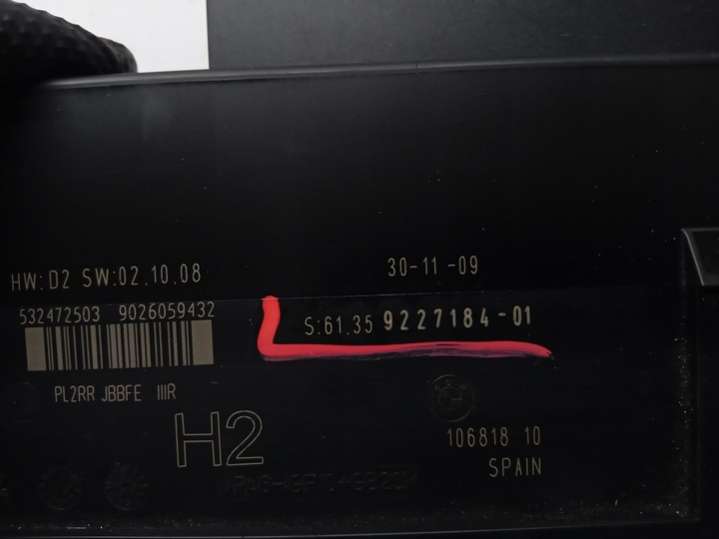 30-11-09
HW:D2 SW:02.10.08
532472503 9026059432
S:61.35 9227184-01
PL2RR JBBFE IIIR
H2
106818 10
SPAIN